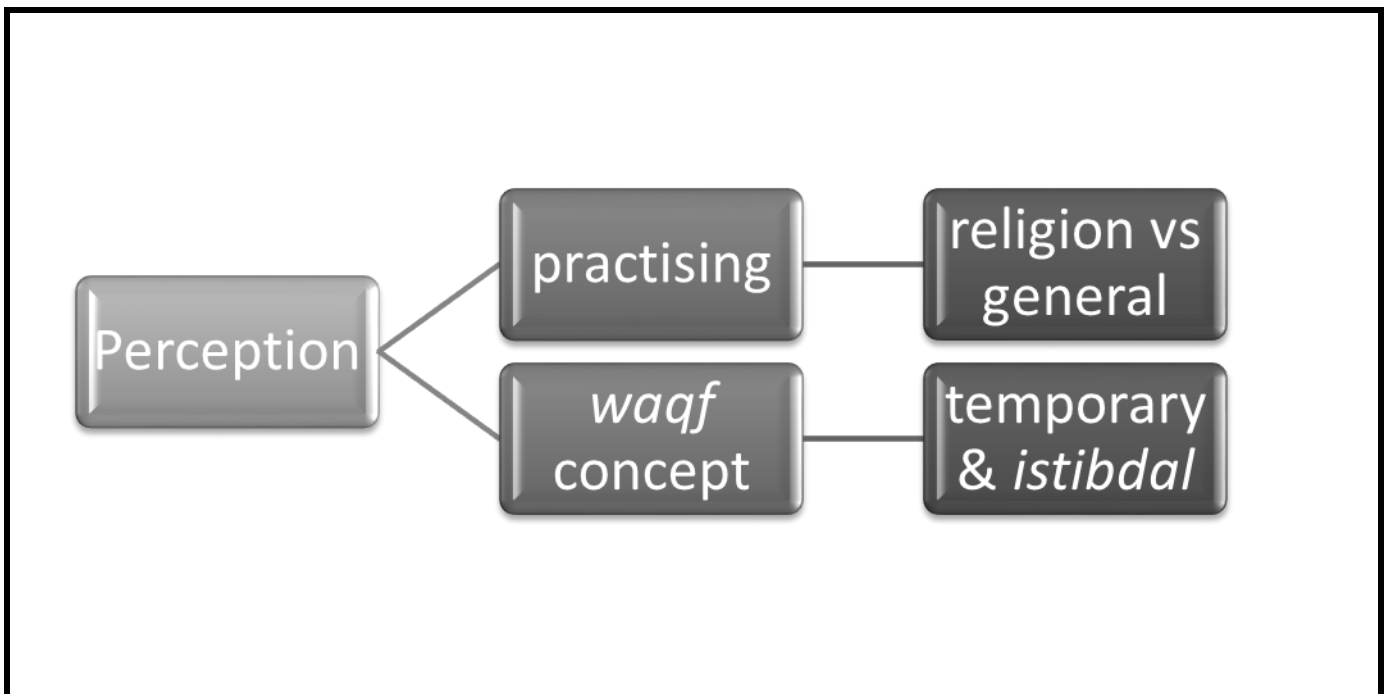 Perception
practising
religion vs
general
waqf
concept
temporary
& istibdal